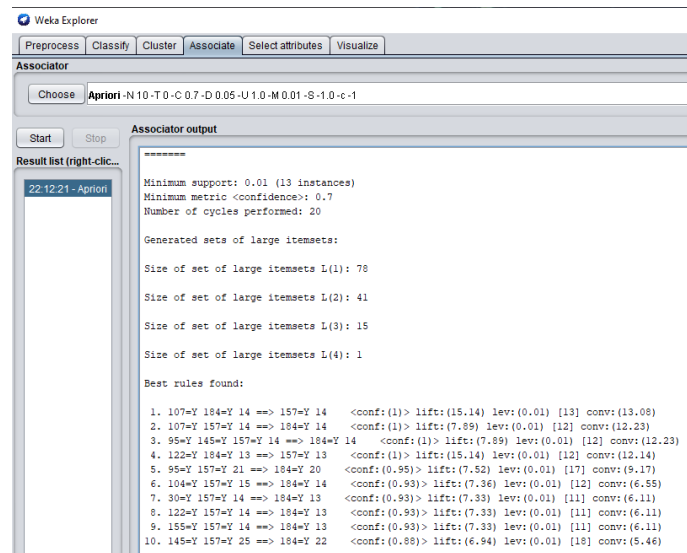 Weka Explorer
Preprocess Classify Cluster Associate Select attributes Visualize
Associator
Choose Apriori -N 10 -T 0 -C 0.7 -D 0.05 -U 1.0 -M 0.01 -S -1.0 -c -1
Start Stop
Associator output
Result list (right-clic...
22:12:21 - Apriori
=======
Minimum support: 0.01 (13 instances)
Minimum metric <confidence>: 0.7
Number of cycles performed: 20
Generated sets of large itemsets:
Size of set of large itemsets L(1): 78
Size of set of large itemsets L(2): 41
Size of set of large itemsets L(3): 15
Size of set of large itemsets L(4): 1
Best rules found:
1. 107=Y 184=Y 14 ==> 157=Y 14 <conf:(1)> lift:(15.14) lev:(0.01) [13] conv:(13.08)
2. 107=Y 157=Y 14 ==> 184=Y 14 <conf:(1)> lift:(7.89) lev:(0.01) [12] conv:(12.23)
3. 95=Y 145=Y 157=Y 14 ==> 184=Y 14 <conf:(1)> lift:(7.89) lev:(0.01) [12] conv:(12.23)
4. 122=Y 184=Y 13 ==> 157=Y 13 <conf:(1)> lift:(15.14) lev:(0.01) [12] conv:(12.14)
5. 95=Y 157=Y 21 ==> 184=Y 20 <conf:(0.95)> lift:(7.52) lev:(0.01) [17] conv:(9.17)
6. 104=Y 157=Y 15 ==> 184=Y 14 <conf:(0.93)> lift:(7.36) lev:(0.01) [12] conv:(6.55)
7. 30=Y 157=Y 14 ==> 184=Y 13 <conf:(0.93)> lift:(7.33) lev:(0.01) [11] conv:(6.11)
8. 122=Y 157=Y 14 ==> 184=Y 13 <conf:(0.93)> lift:(7.33) lev:(0.01) [11] conv:(6.11)
9. 155=Y 157=Y 14 ==> 184=Y 13 <conf:(0.93)> lift:(7.33) lev:(0.01) [11] conv:(6.11)
10. 145=Y 157=Y 25 ==> 184=Y 22 <conf:(0.88)> lift:(6.94) lev:(0.01) [18] conv:(5.46)